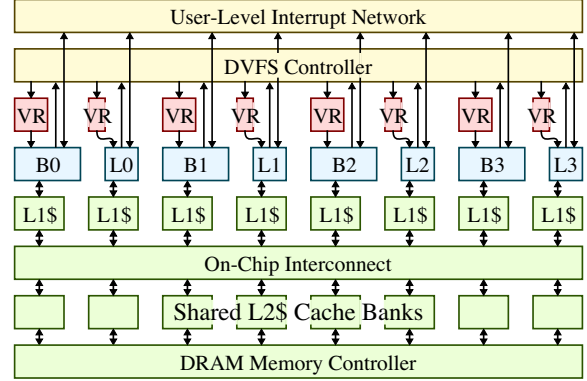 User-Level Interrupt Network
DVFS Controller
VR VR VR VR VR VR VR VR
B0 L0 B1 L1 B2 L2 B3 L3
L1$ L1$ L1$ L1$ L1$ L1$ L1$ L1$
On-Chip Interconnect
Shared L2$ Cache Banks
DRAM Memory Controller